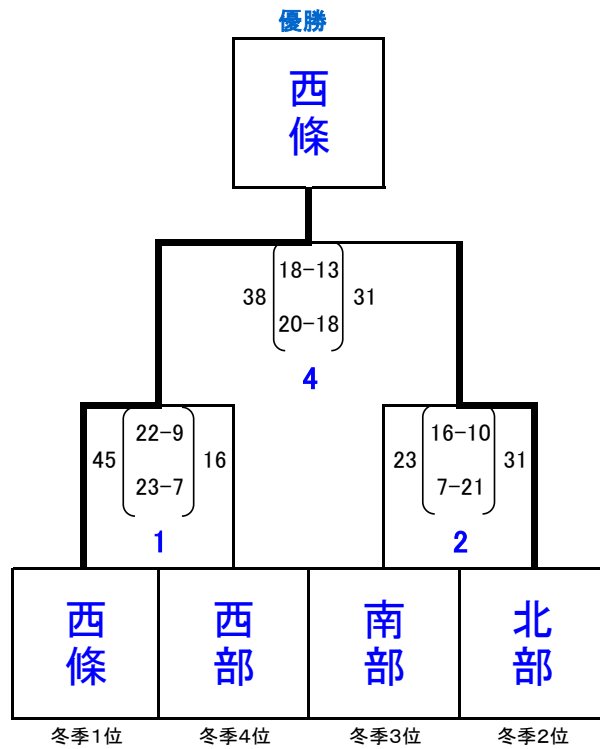 優勝
西條
18-13
38 31
20-18
4
22-9 16-10
45 16 23 31
23-7 7-21
1 2
西條 西部 南部 北部
冬季1位 冬季4位 冬季3位 冬季2位